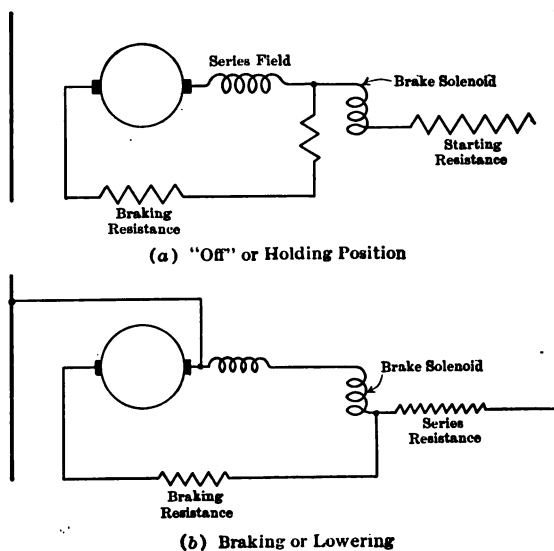 Series Field
Brake Solenoid
Starting
Resistance
Braking
Resistance
(a) "Off" or Holding Position
Brake Solenoid
Series
Resistance
Braking
Resistance
(b) Braking or Lowering